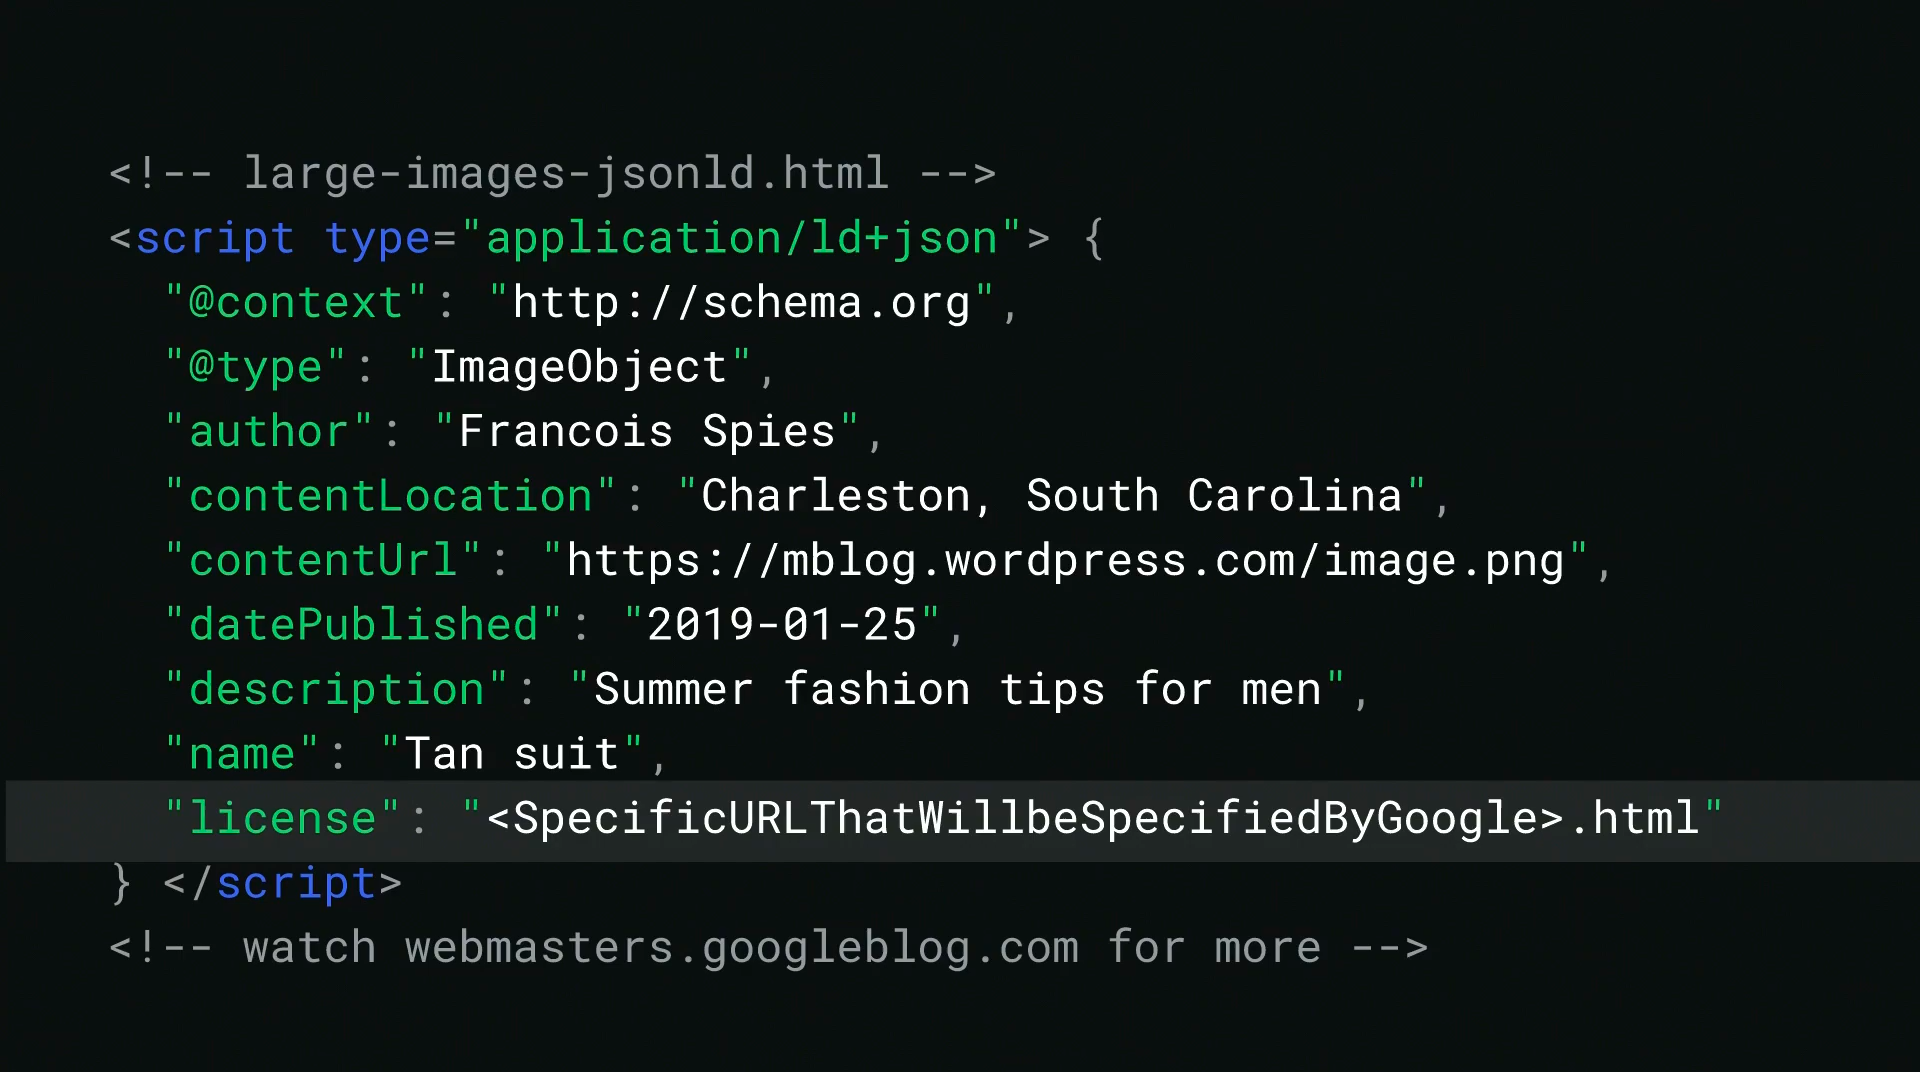 <!-- large-images-jsonld.html -->
<script type="application/ld+json"> {
"@context": "http://schema.org",
"@type": "ImageObject",
"author": "Francois Spies",
"contentLocation": "Charleston, South Carolina",
"contentUrl": "https://mblog.wordpress.com/image.png",
"datePublished": "2019-01-25",
"description": "Summer fashion tips for men",
"name": "Tan suit",
"license": "<SpecificURLThatWillbeSpecifiedByGoogle>.html"
} </script>
<!-- watch webmasters.googleblog.com for more -->